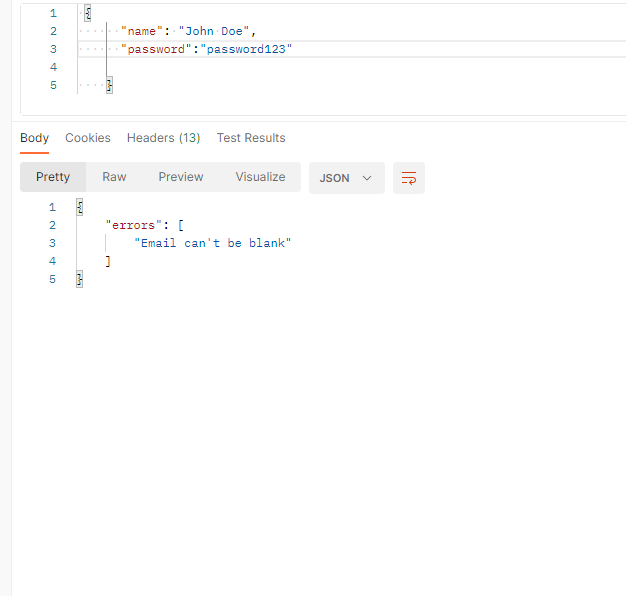 1 {
2 "name": "John Doe",
3 "password":"password123"
4
5 }
Body Cookies Headers (13) Test Results
Pretty Raw Preview Visualize JSON
1 {
2 "errors": [
3 "Email can't be blank"
4 ]
5 }